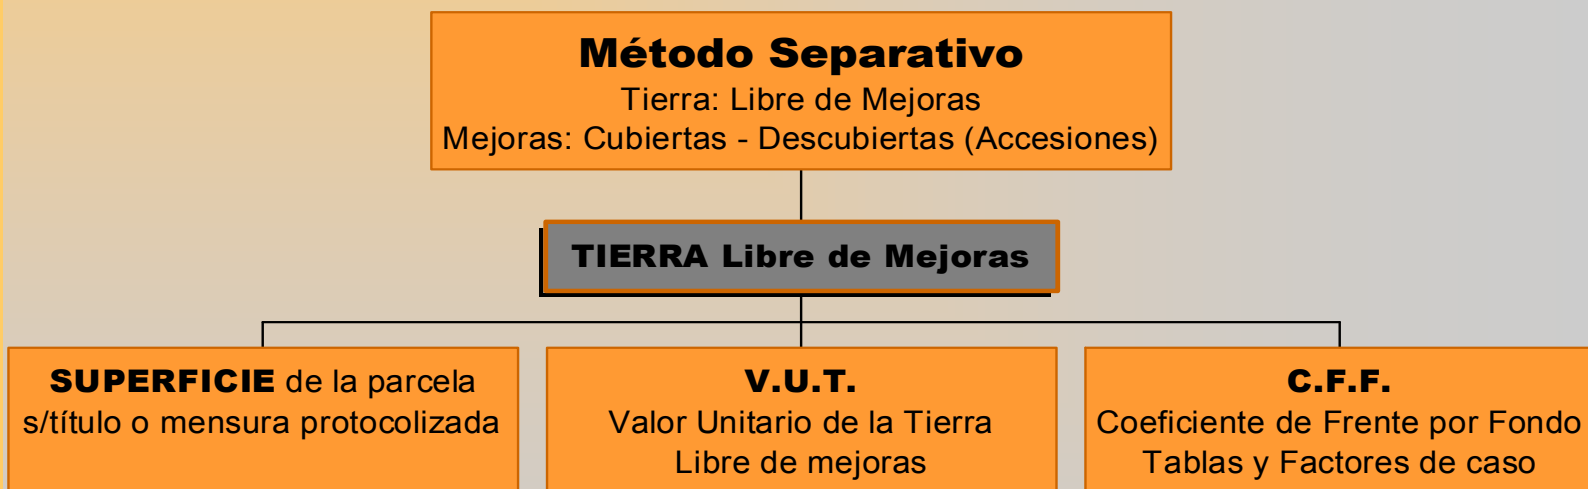 Método Separativo
Tierra: Libre de Mejoras
Mejoras: Cubiertas - Descubiertas (Accesiones)
TIERRA Libre de Mejoras
SUPERFICIE de la parcela
s/título o mensura protocolizada
V.U.T.
Valor Unitario de la Tierra
Libre de mejoras
C.F.F.
Coeficiente de Frente por Fondo
Tablas y Factores de caso